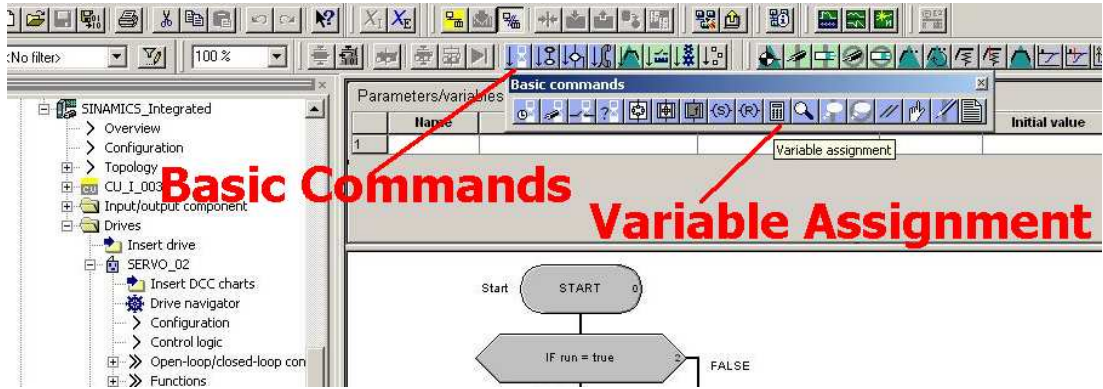 No filter>
100 %
SINAMICS_Integrated
Overview
Configuration
Topology
CU_I_003
Input/output component
Drives
Insert drive
SERVO_02
Insert DCC charts
Drive navigator
Configuration
Control logic
Open-loop/closed-loop con
Functions
Parameters/variables
Basic commands
Name
Initial value
1
Variable assignment
Basic Commands
Variable Assignment
Start
START
0
IF run = true
2
FALSE